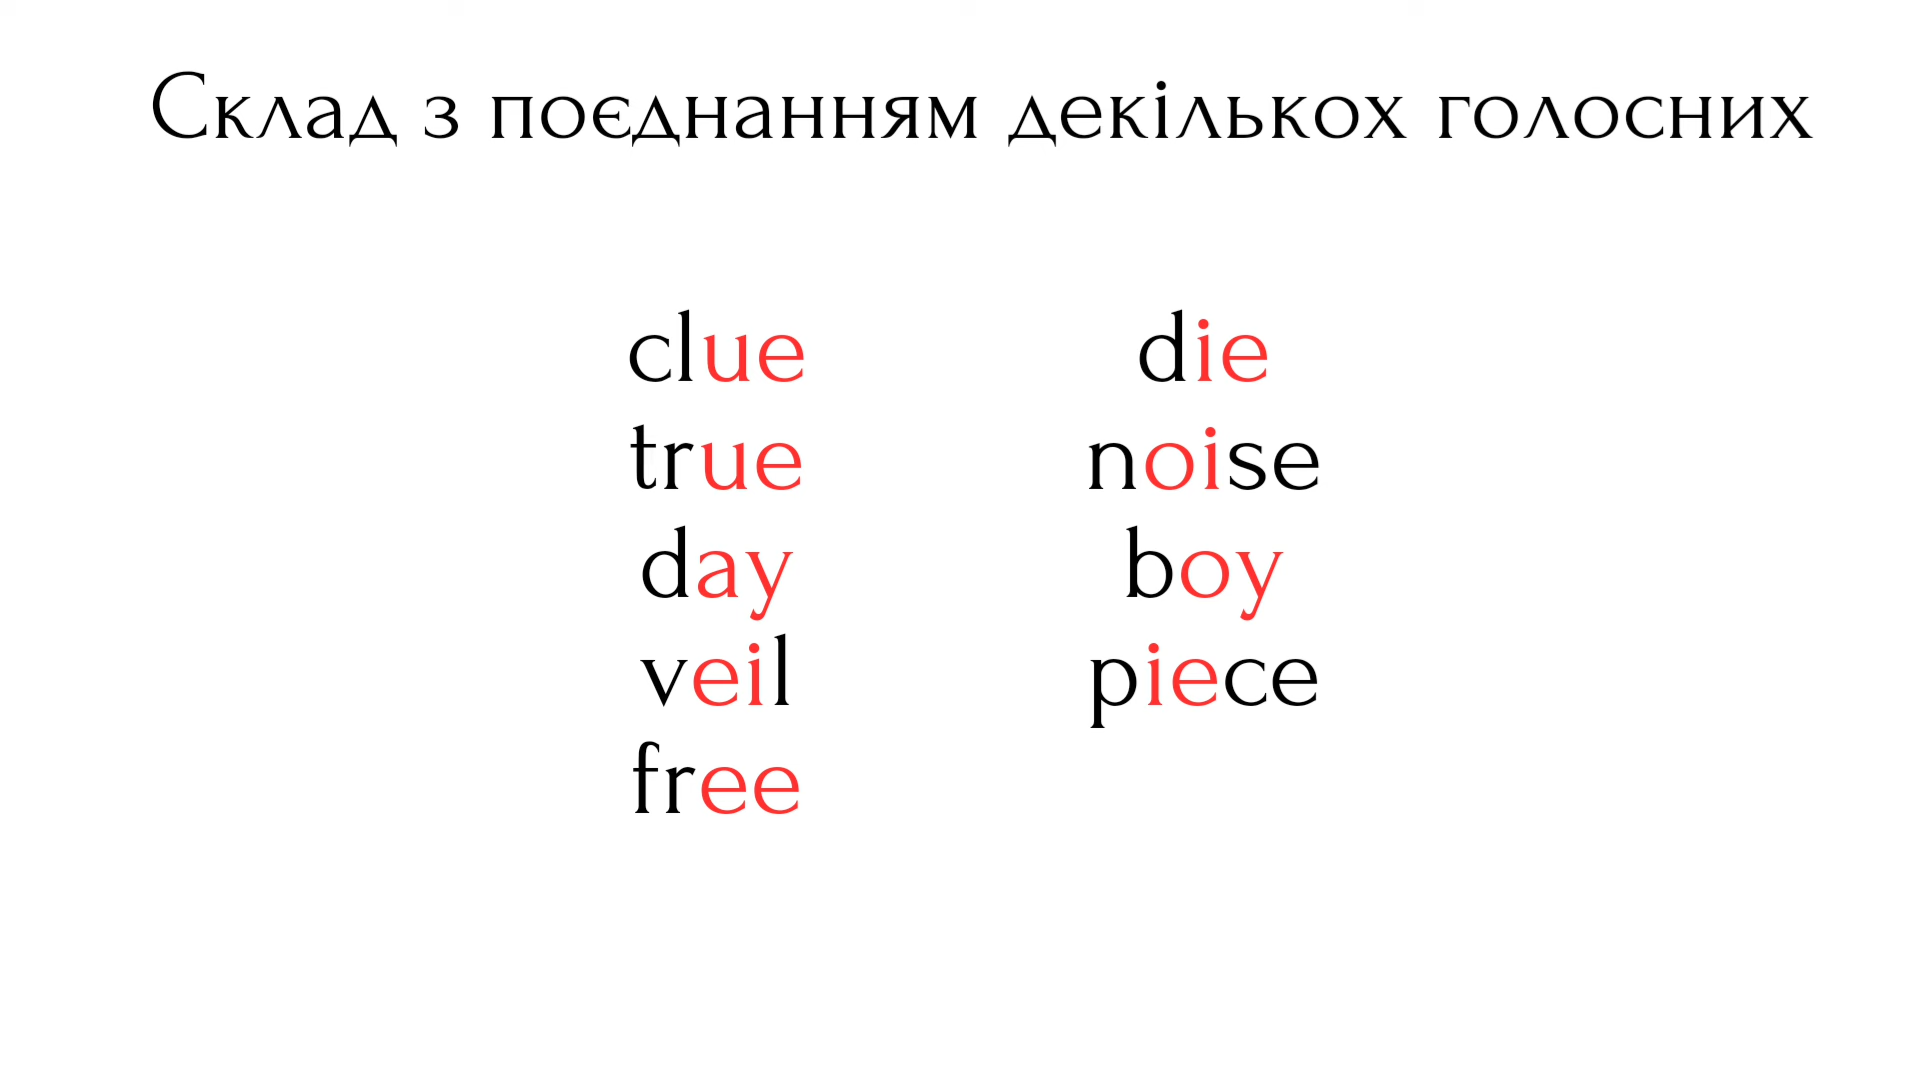 Склад з поєднанням декількох голосних
clue
true
day
veil
free
die
noise
boy
piece